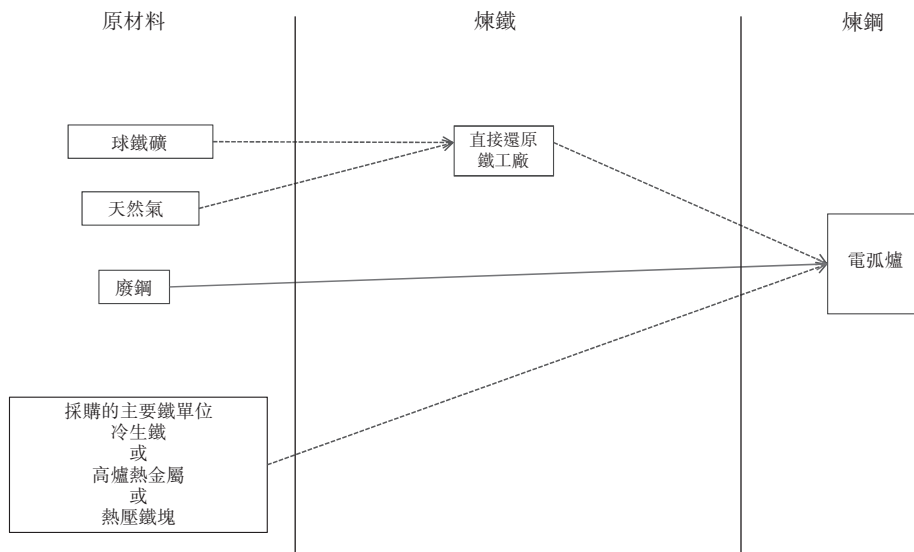 原材料
煉鐵
煉鋼
球鐵礦
直接還原
鐵工廠
天然氣
電弧爐
廢鋼
採購的主要鐵單位
冷生鐵
或
高爐熱金屬
或
熱壓鐵塊